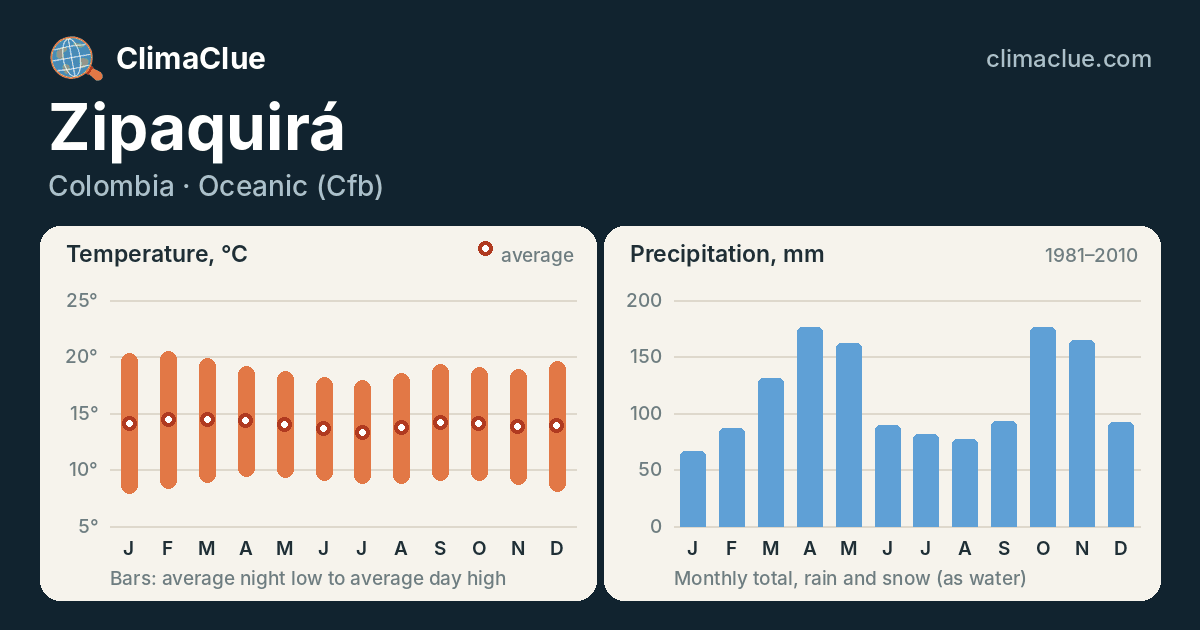 ClimaClue
climaclue.com
Zipaquirá
Colombia · Oceanic (Cfb)
Temperature, °C
average
25°
20°
15°
10°
5°
J F M A M J J A S O N D
Bars: average night low to average day high
Precipitation, mm
1981–2010
200
150
100
50
0
J F M A M J J A S O N D
Monthly total, rain and snow (as water)